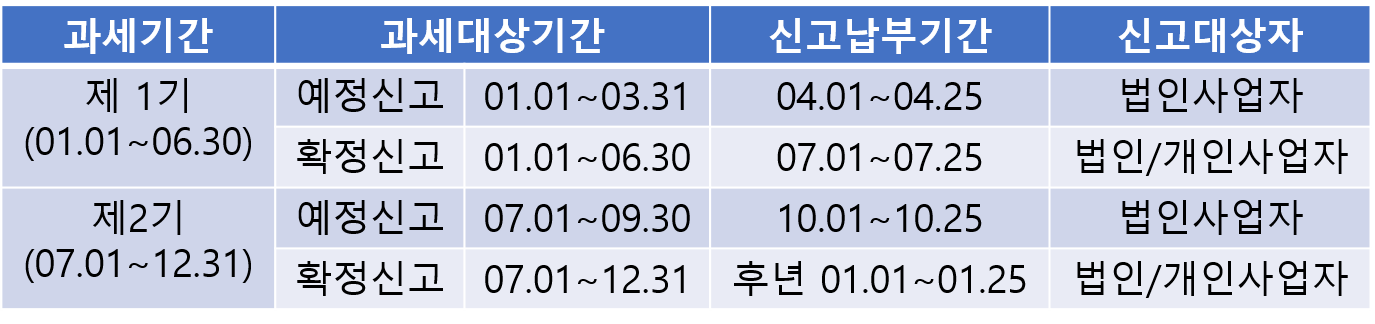 과세기간 과세대상기간 신고납부기간 신고대상자
제 1기
(01.01~06.30)
예정신고 01.01~03.31 04.01~04.25 법인사업자
확정신고 01.01~06.30 07.01~07.25 법인/개인사업자
제2기
(07.01~12.31)
예정신고 07.01~09.30 10.01~10.25 법인사업자
확정신고 07.01~12.31 후년 01.01~01.25 법인/개인사업자